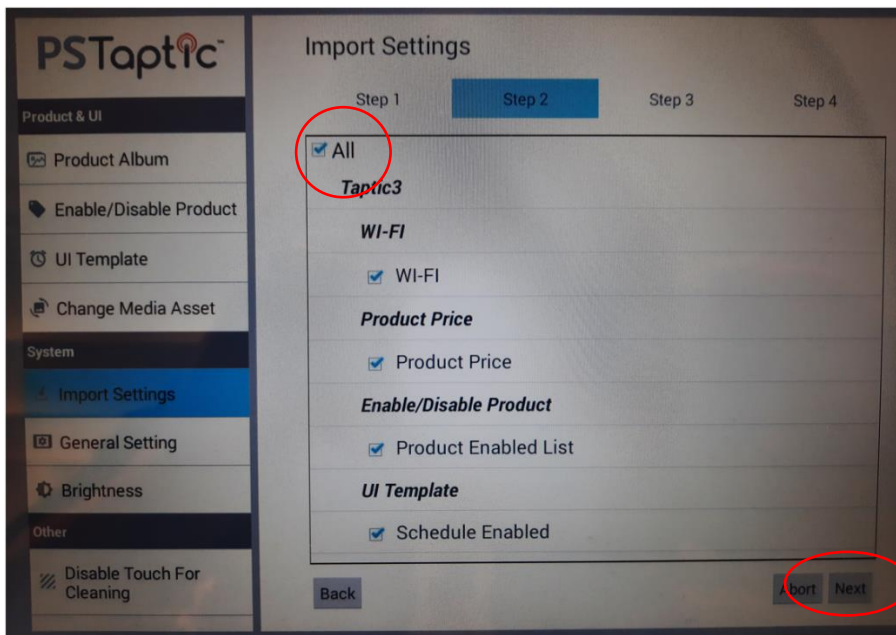 PSTaptic™
Product & UI
Product Album
Enable/Disable Product
UI Template
Change Media Asset
System
Import Settings
General Setting
Brightness
Other
Disable Touch For
Cleaning
Import Settings
Step 1 Step 2 Step 3 Step 4
All
Taptic3
WI-FI
WI-FI
Product Price
Product Price
Enable/Disable Product
Product Enabled List
UI Template
Schedule Enabled
Back Abort Next